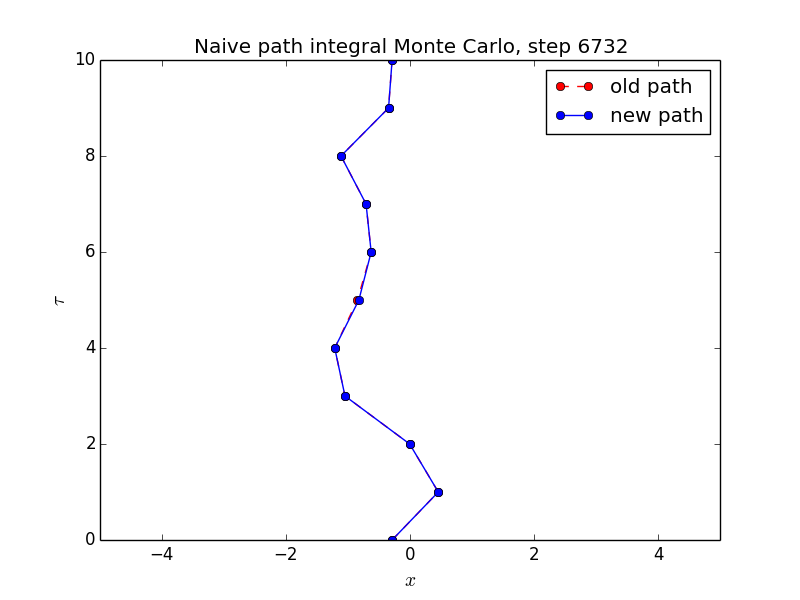 Naive path integral Monte Carlo, step 6732
10
8
6
4
2
0
τ
old path
new path
−4
−2
0
2
4
x